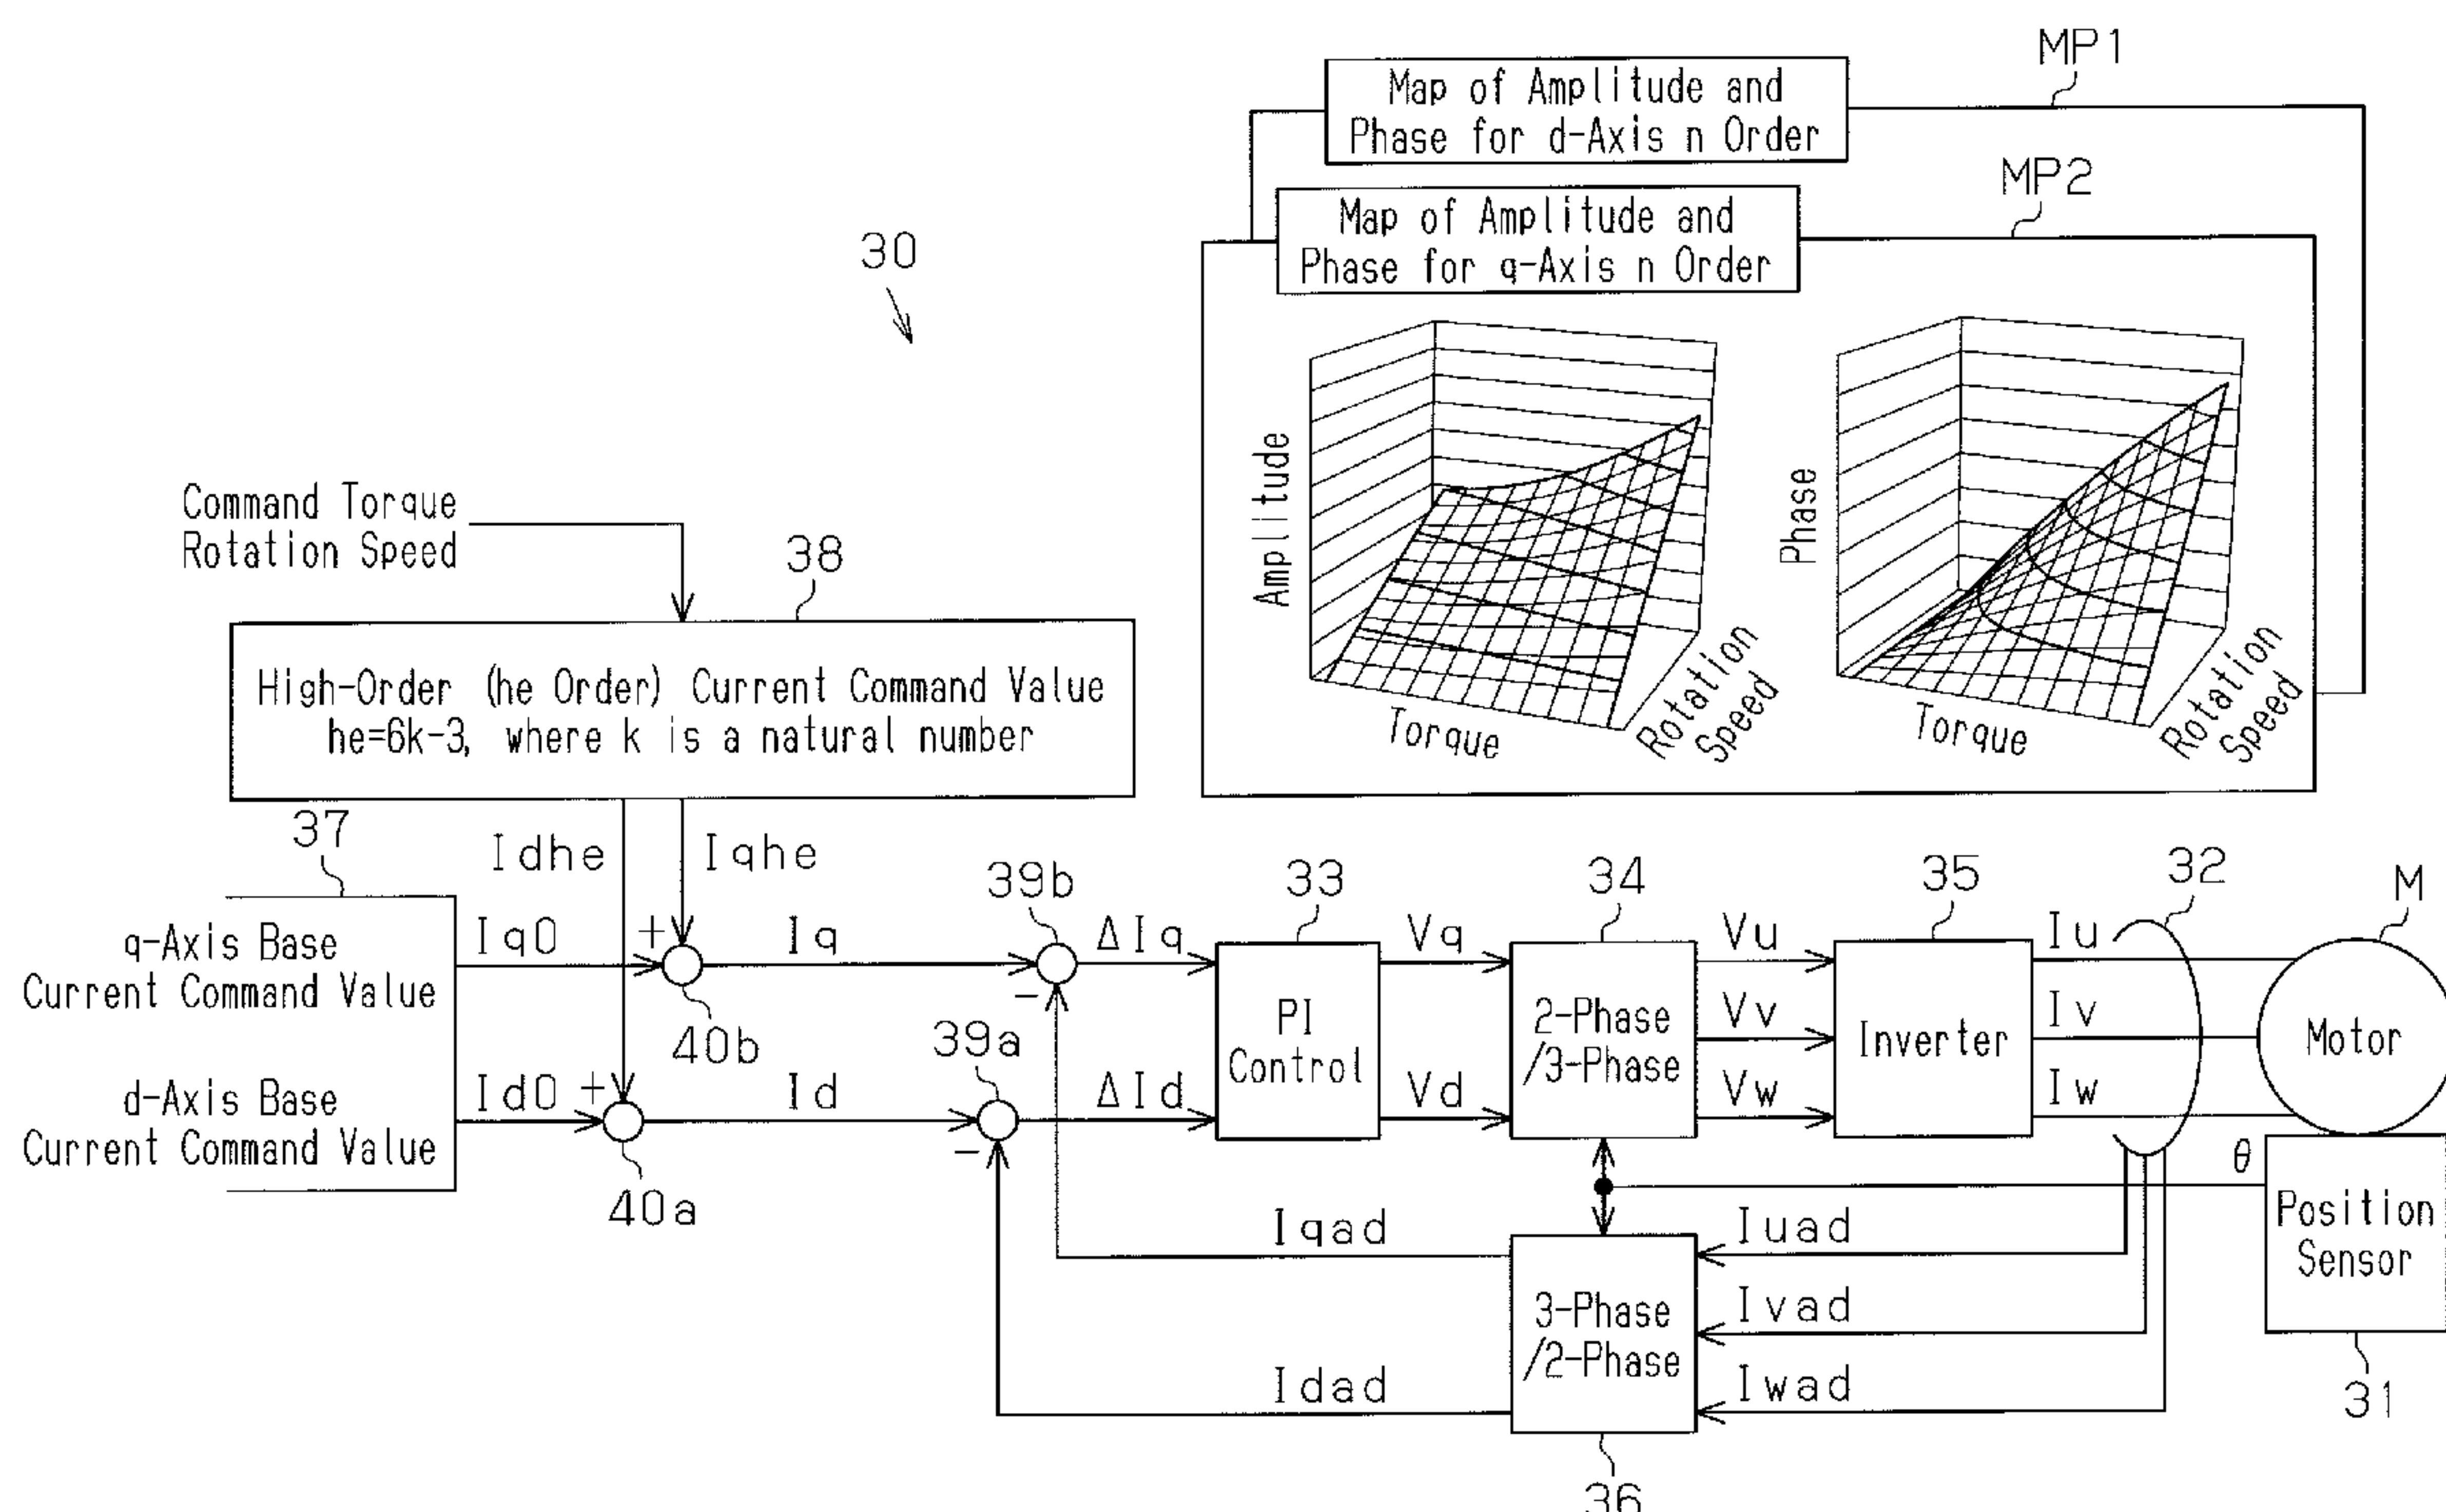 MP1
Map of Amplitude and
Phase for d-Axis n Order
MP2
Map of Amplitude and
Phase for q-Axis n Order
30
Amplitude
Torque
Rotation
Speed
Phase
Torque
Rotation
Speed
Command Torque
Rotation Speed
38
High-Order (he Order) Current Command Value
he=6k-3, where k is a natural number
37
Idhe
Iqhe
q-Axis Base
Current Command Value
d-Axis Base
Current Command Value
Iq0
+
40b
Iq
39b
-
ΔIq
Id0
+
40a
Id
39a
-
ΔId
33
PI
Control
Vq
Vd
34
2-Phase
/3-Phase
Vu
Vv
Vw
35
Inverter
Iu
Iv
Iw
32
M
Motor
θ
Position
Sensor
31
Iqad
Idad
3-Phase
/2-Phase
36
Iuad
Ivad
Iwad